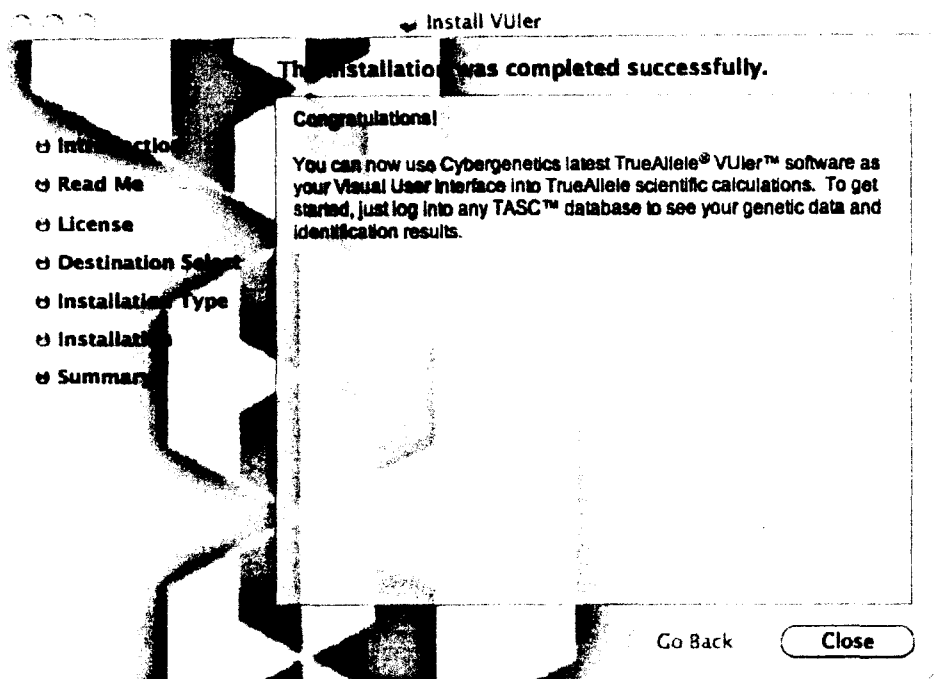 Install VUler
The Installation was completed successfully.
Introduction
Read Me
License
Destination Select
Installation Type
Installation
Summary
Congratulations!
You can now use Cybergenetics latest TrueAllele® VUler™ software as
your Visual User Interface into TrueAllele scientific calculations. To get
started, just log into any TASC™ database to see your genetic data and
identification results.
Go Back
Close